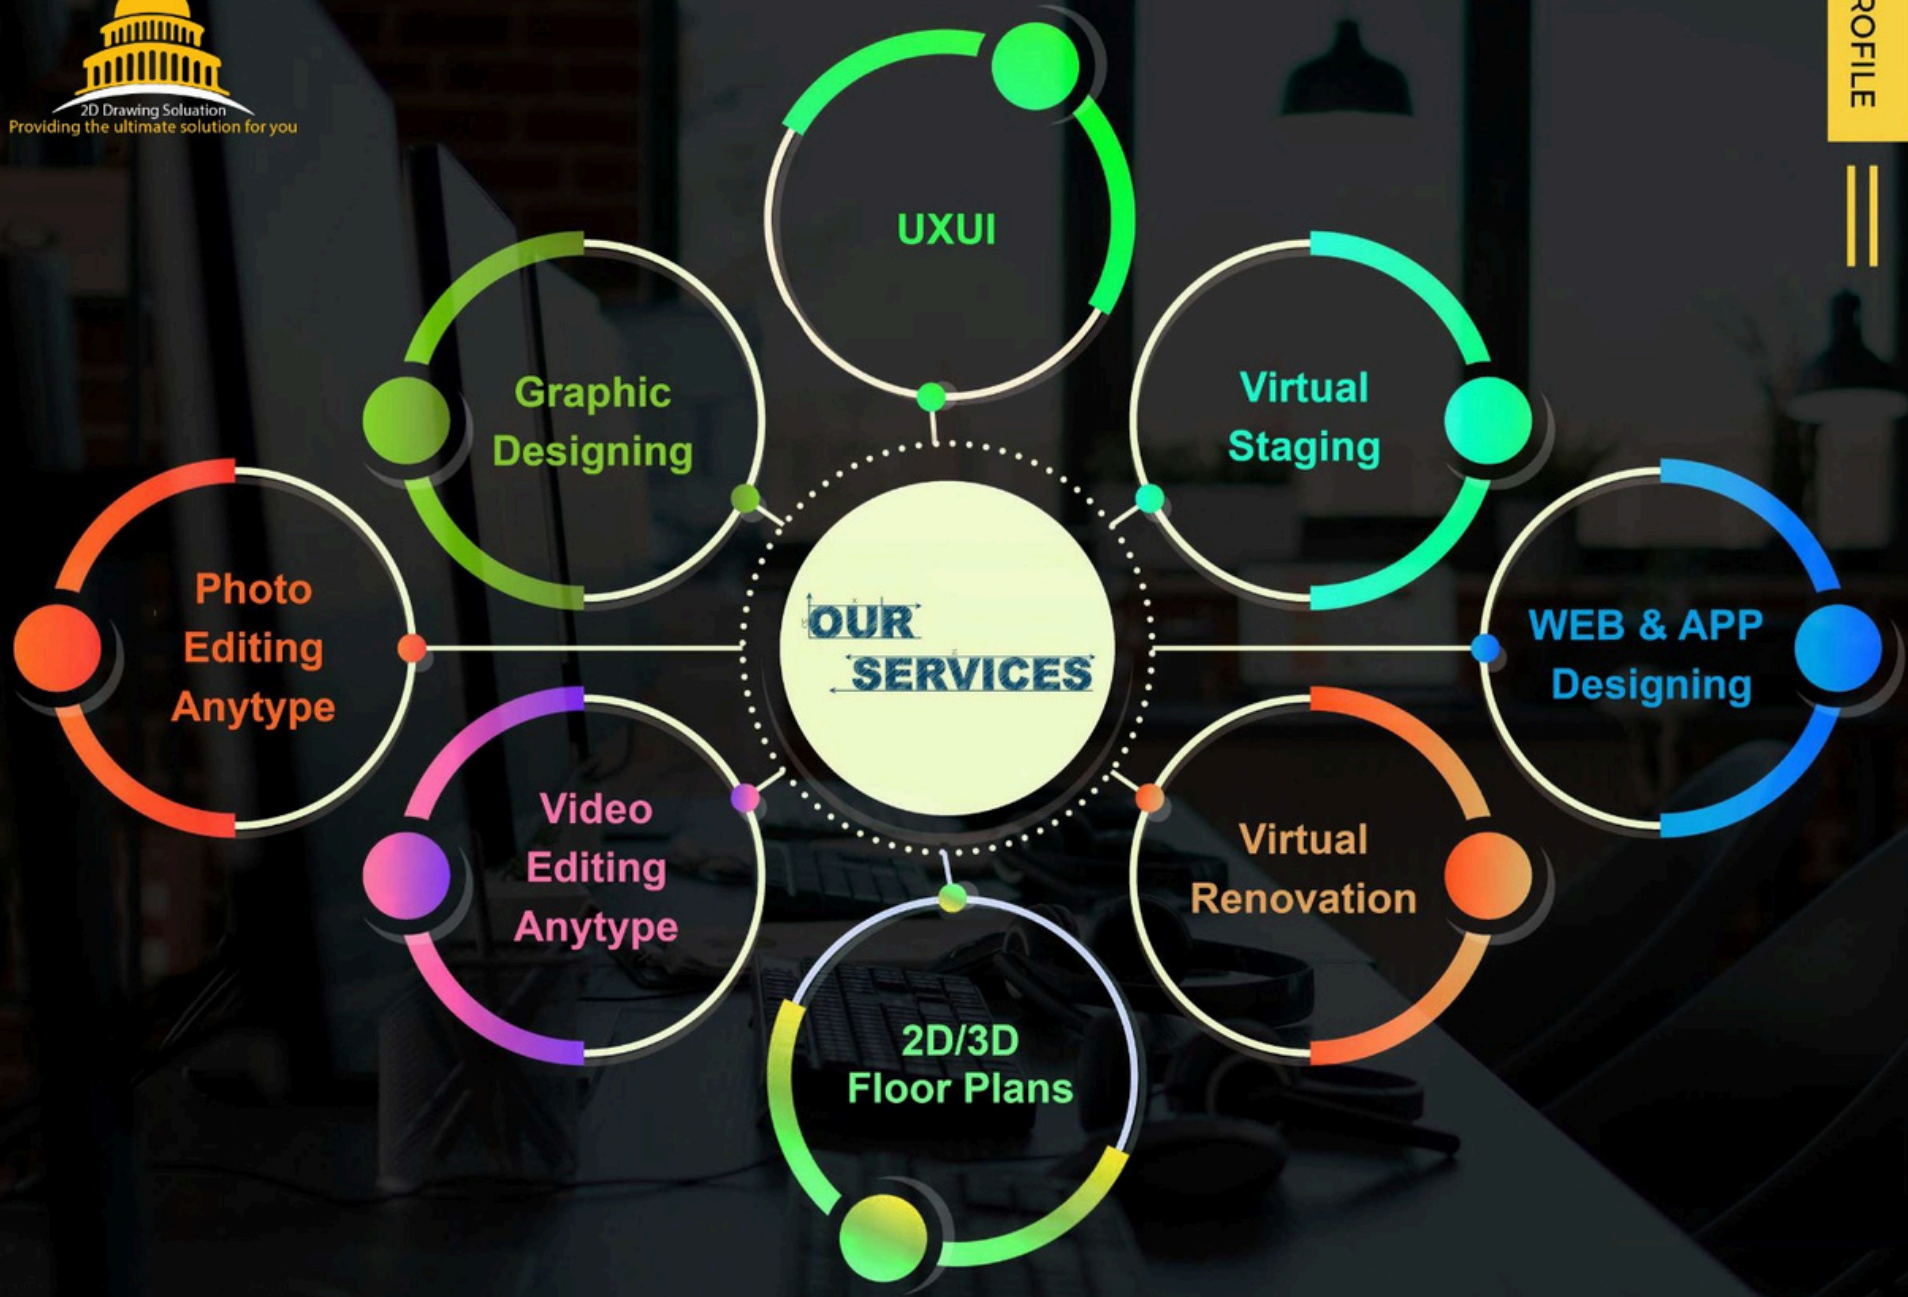 2D Drawing Soluation
Providing the ultimate solution for you
ROFILE
UXUI
Graphic
Designing
Virtual
Staging
Photo
Editing
Anytype
OUR
SERVICES
WEB & APP
Designing
Video
Editing
Anytype
Virtual
Renovation
2D/3D
Floor Plans